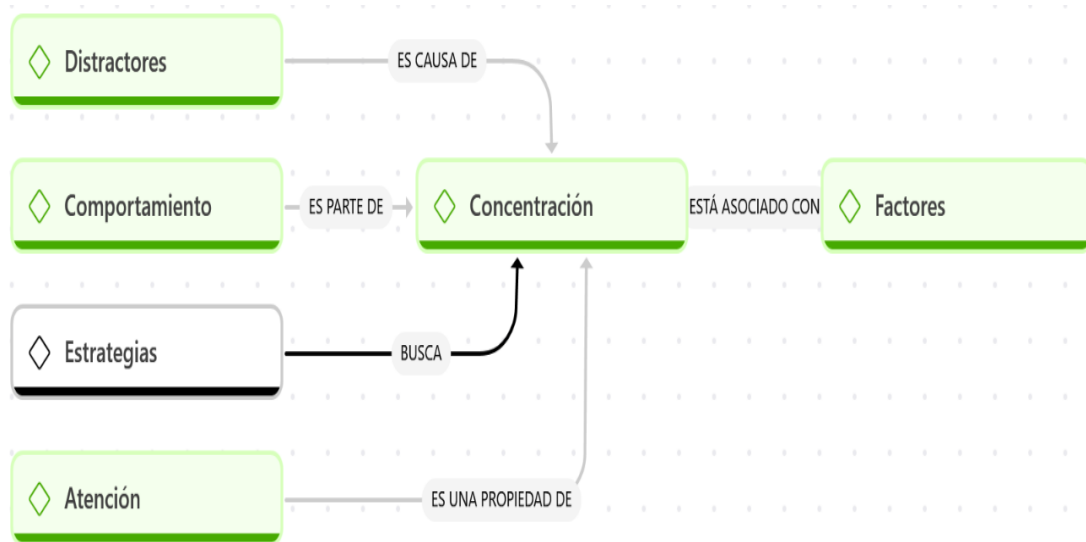 Distractores
ES CAUSA DE
Comportamiento
ES PARTE DE
Concentración
ESTÁ ASOCIADO CON
Factores
Estrategias
BUSCA
Atención
ES UNA PROPIEDAD DE